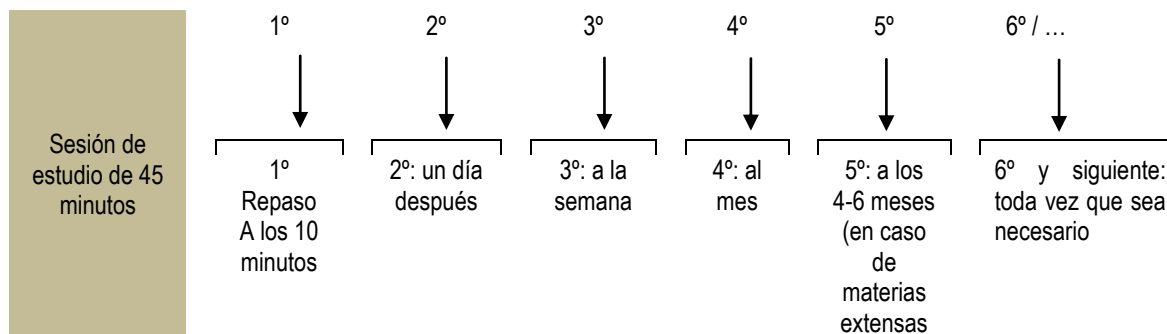 1º 2º 3º 4º 5º 6º / …
Sesión de
estudio de 45
minutos
1º
Repaso
A los 10
minutos
2º: un día
después
3º: a la
semana
4º: al
mes
5º: a los
4-6 meses
(en caso
de
materias
extensas
6º y siguiente:
toda vez que sea
necesario